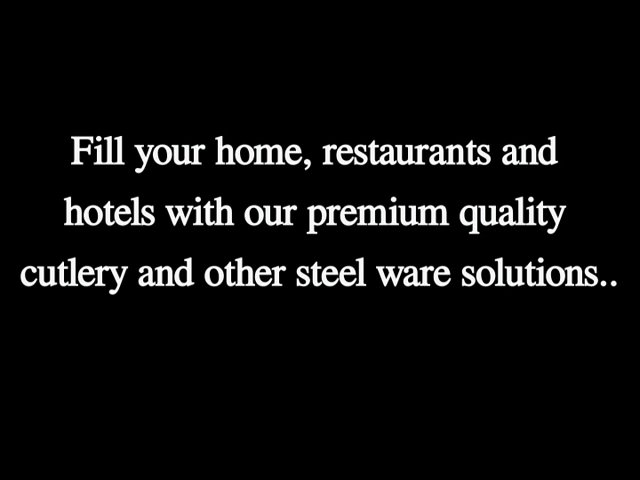 Fill your home, restaurants and
hotels with our premium quality
cutlery and other steel ware solutions..